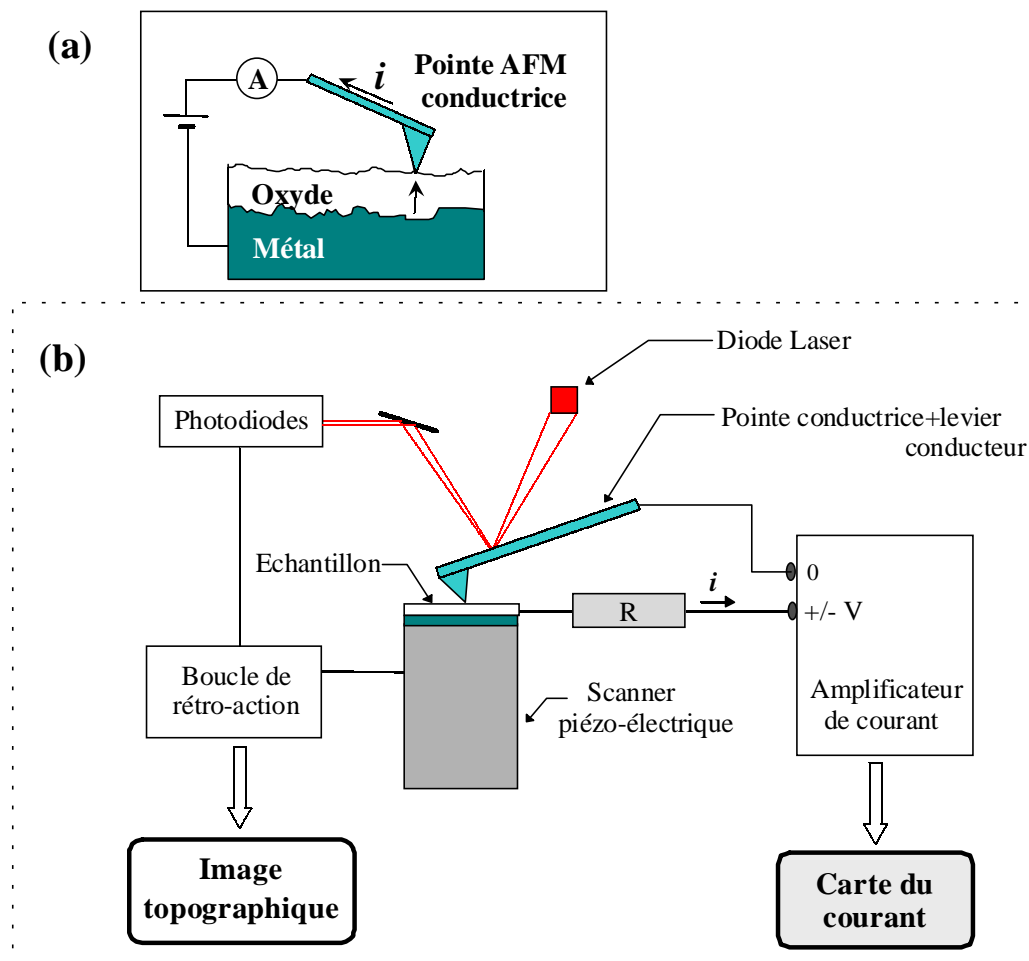 (a)
A
i
Pointe AFM
conductrice
Oxyde
Métal
(b)
Diode Laser
Photodiodes
Pointe conductrice+levier
conducteur
Echantillon
0
i
R
+/- V
Boucle de
rétro-action
Scanner
piézo-électrique
Amplificateur
de courant
Image
topographique
Carte du
courant